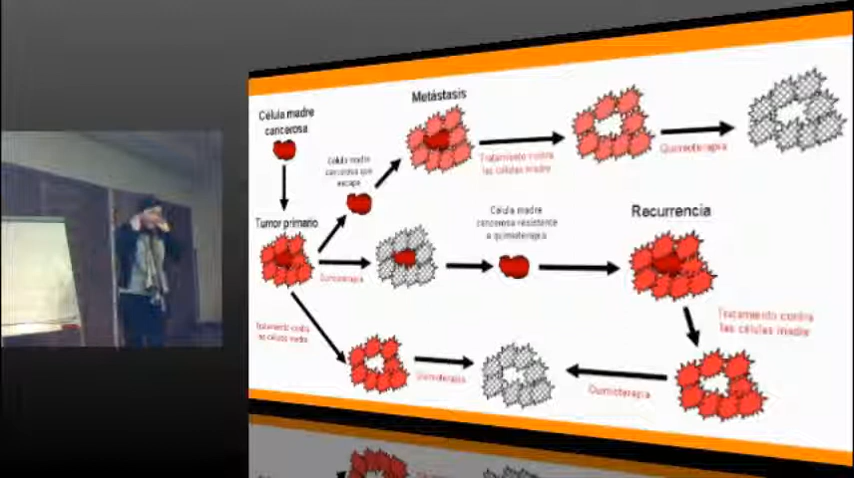 Célula madre
cancerosa
Metástasis
Célula madre
cancerosa que
escapa
Tratamiento contra
las células madre
Quimioterapia
Tumor primario
Quimioterapia
Célula madre
cancerosa resistente
a quimioterapia
Recurrencia
Tratamiento contra
las células madre
Tratamiento contra
las células madre
Quimioterapia
Quimioterapia